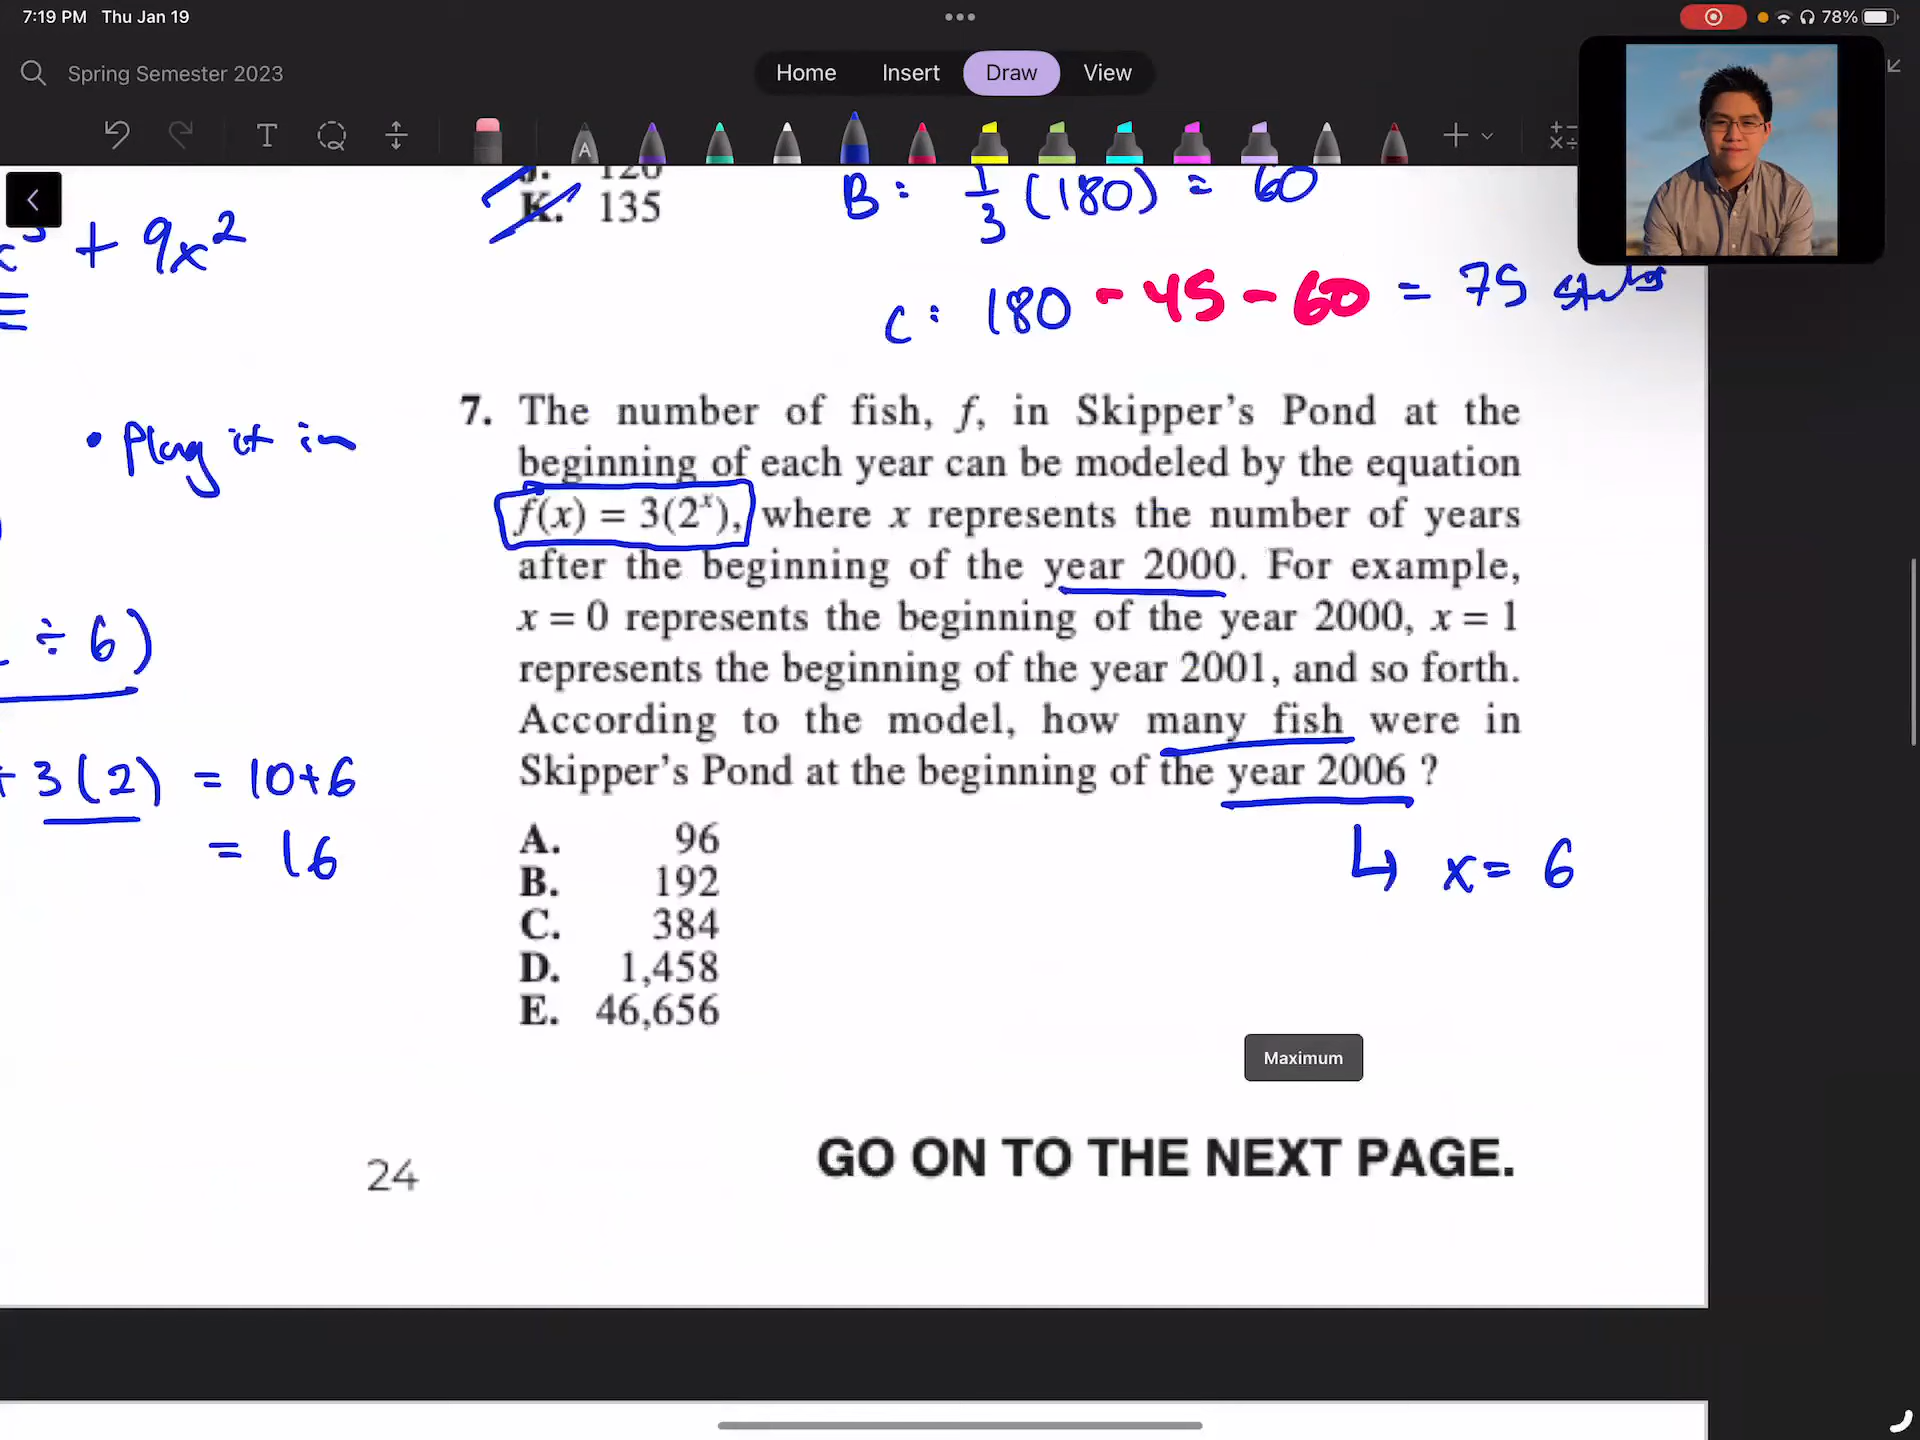 7:19 PM Thu Jan 19
78%
Spring Semester 2023
Home Insert Draw View
T
A
120
K. 135
B: 1/3 (180) = 60
+ 9x²
C: 180 - 45 - 60 = 75
7. The number of fish, f, in Skipper's Pond at the
beginning of each year can be modeled by the equation
f(x) = 3(2ˣ), where x represents the number of years
after the beginning of the year 2000. For example,
x = 0 represents the beginning of the year 2000, x = 1
represents the beginning of the year 2001, and so forth.
According to the model, how many fish were in
Skipper's Pond at the beginning of the year 2006 ?
• Plug it in
÷ 6)
+ 3(2) = 10+6
= 16
x = 6
A. 96
B. 192
C. 384
D. 1,458
E. 46,656
Maximum
24
GO ON TO THE NEXT PAGE.